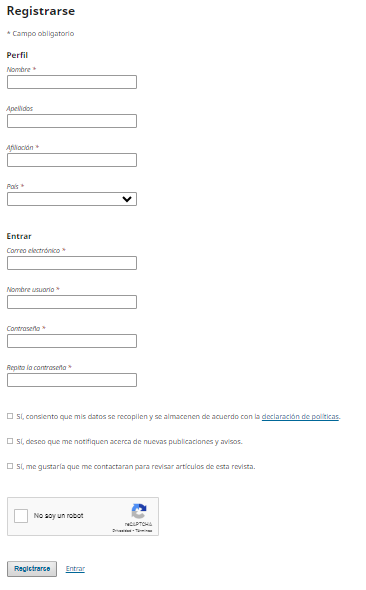 Registrarse
* Campo obligatorio
Perfil
Nombre *
Apellidos
Afiliación *
País *
Entrar
Correo electrónico *
Nombre usuario *
Contraseña *
Repita la contraseña *
Sí, consiento que mis datos se recopilen y se almacenen de acuerdo con la declaración de políticas.
Sí, deseo que me notifiquen acerca de nuevas publicaciones y avisos.
Sí, me gustaría que me contactaran para revisar artículos de esta revista.
No soy un robot
reCAPTCHA
Privacidad - Términos
Registrarse Entrar